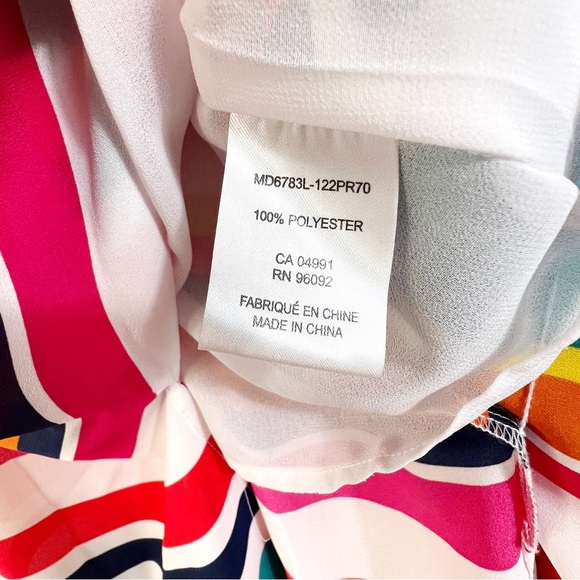 MD6783L-122PR70
100% POLYESTER
CA 04991
RN 96092
FABRIQUÉ EN CHINE
MADE IN CHINA